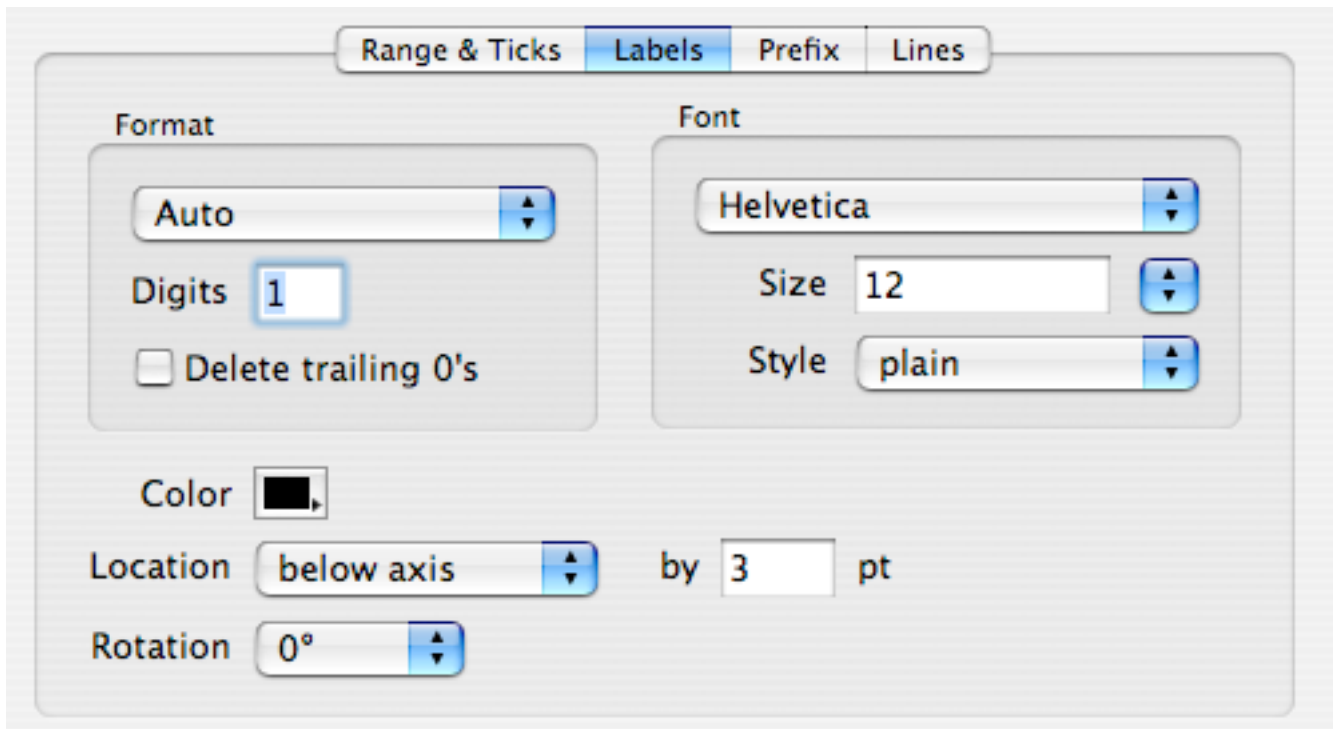 Range & Ticks Labels Prefix Lines
Format
Auto
Digits 1
Delete trailing 0's
Font
Helvetica
Size 12
Style plain
Color
Location below axis by 3 pt
Rotation 0°